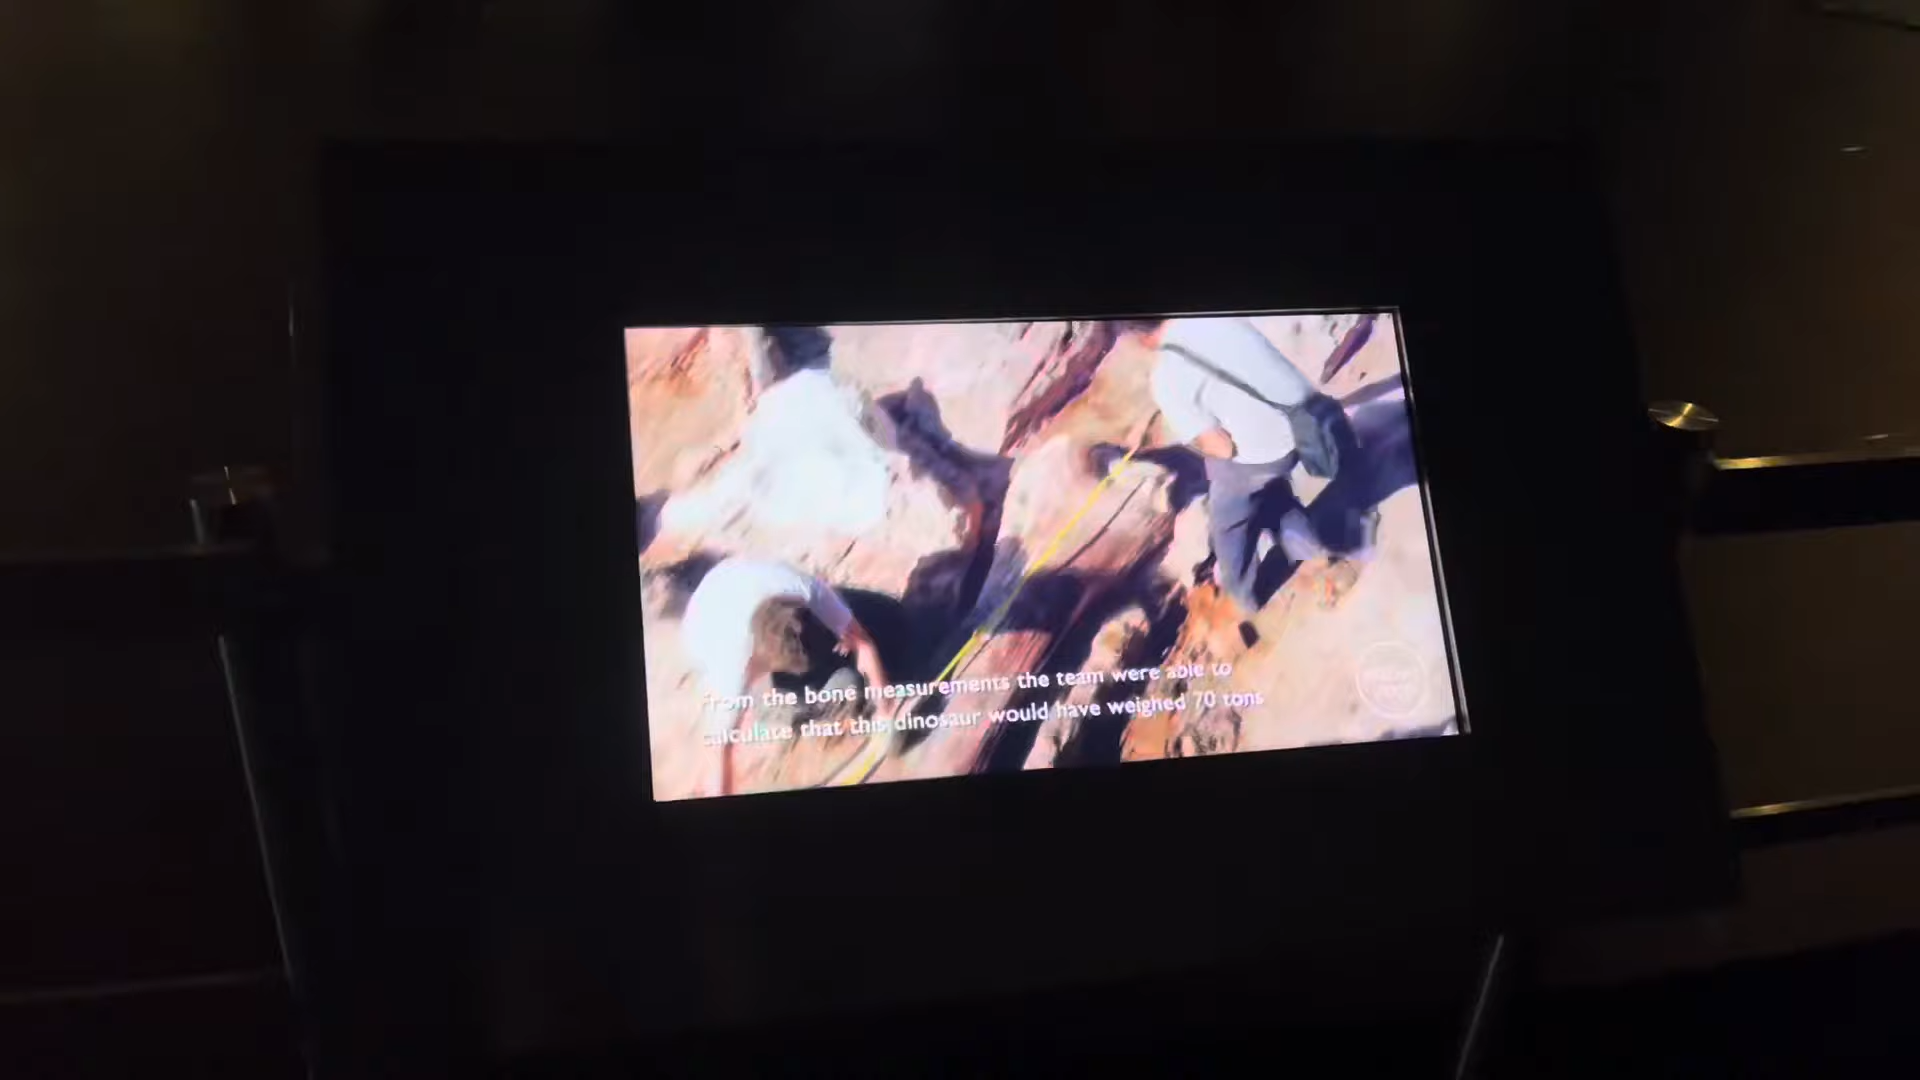 From the bone measurements the team were able to
calculate that this dinosaur would have weighed 70 tons